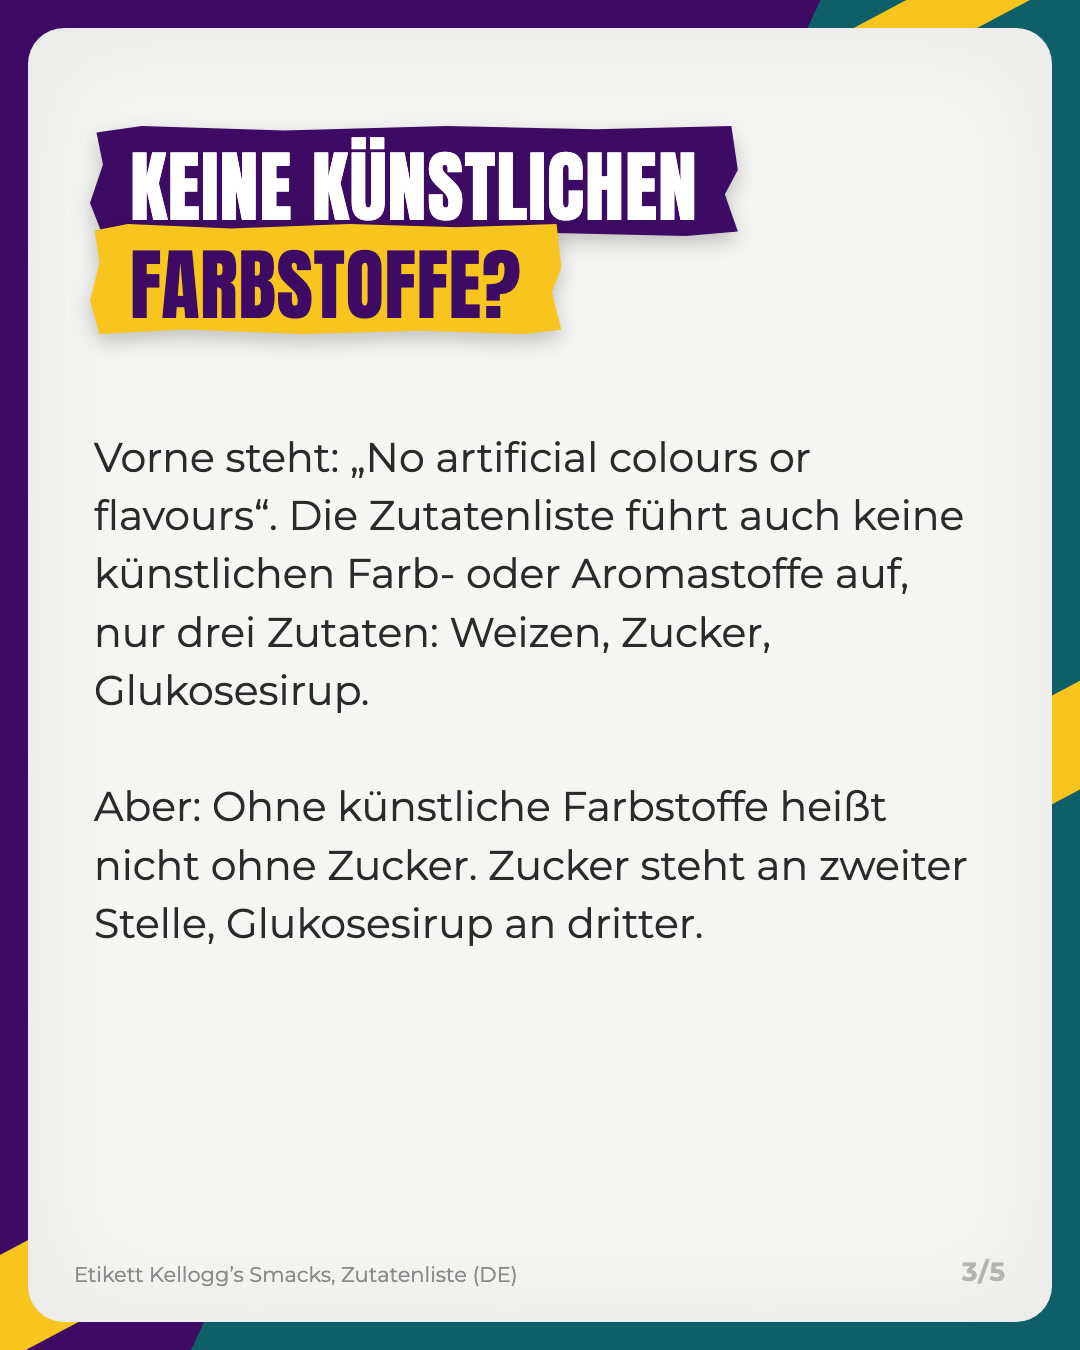 KEINE KÜNSTLICHEN
FARBSTOFFE?
Vorne steht: „No artificial colours or
flavours“. Die Zutatenliste führt auch keine
künstlichen Farb- oder Aromastoffe auf,
nur drei Zutaten: Weizen, Zucker,
Glukosesirup.
Aber: Ohne künstliche Farbstoffe heißt
nicht ohne Zucker. Zucker steht an zweiter
Stelle, Glukosesirup an dritter.
Etikett Kellogg’s Smacks, Zutatenliste (DE)
3/5